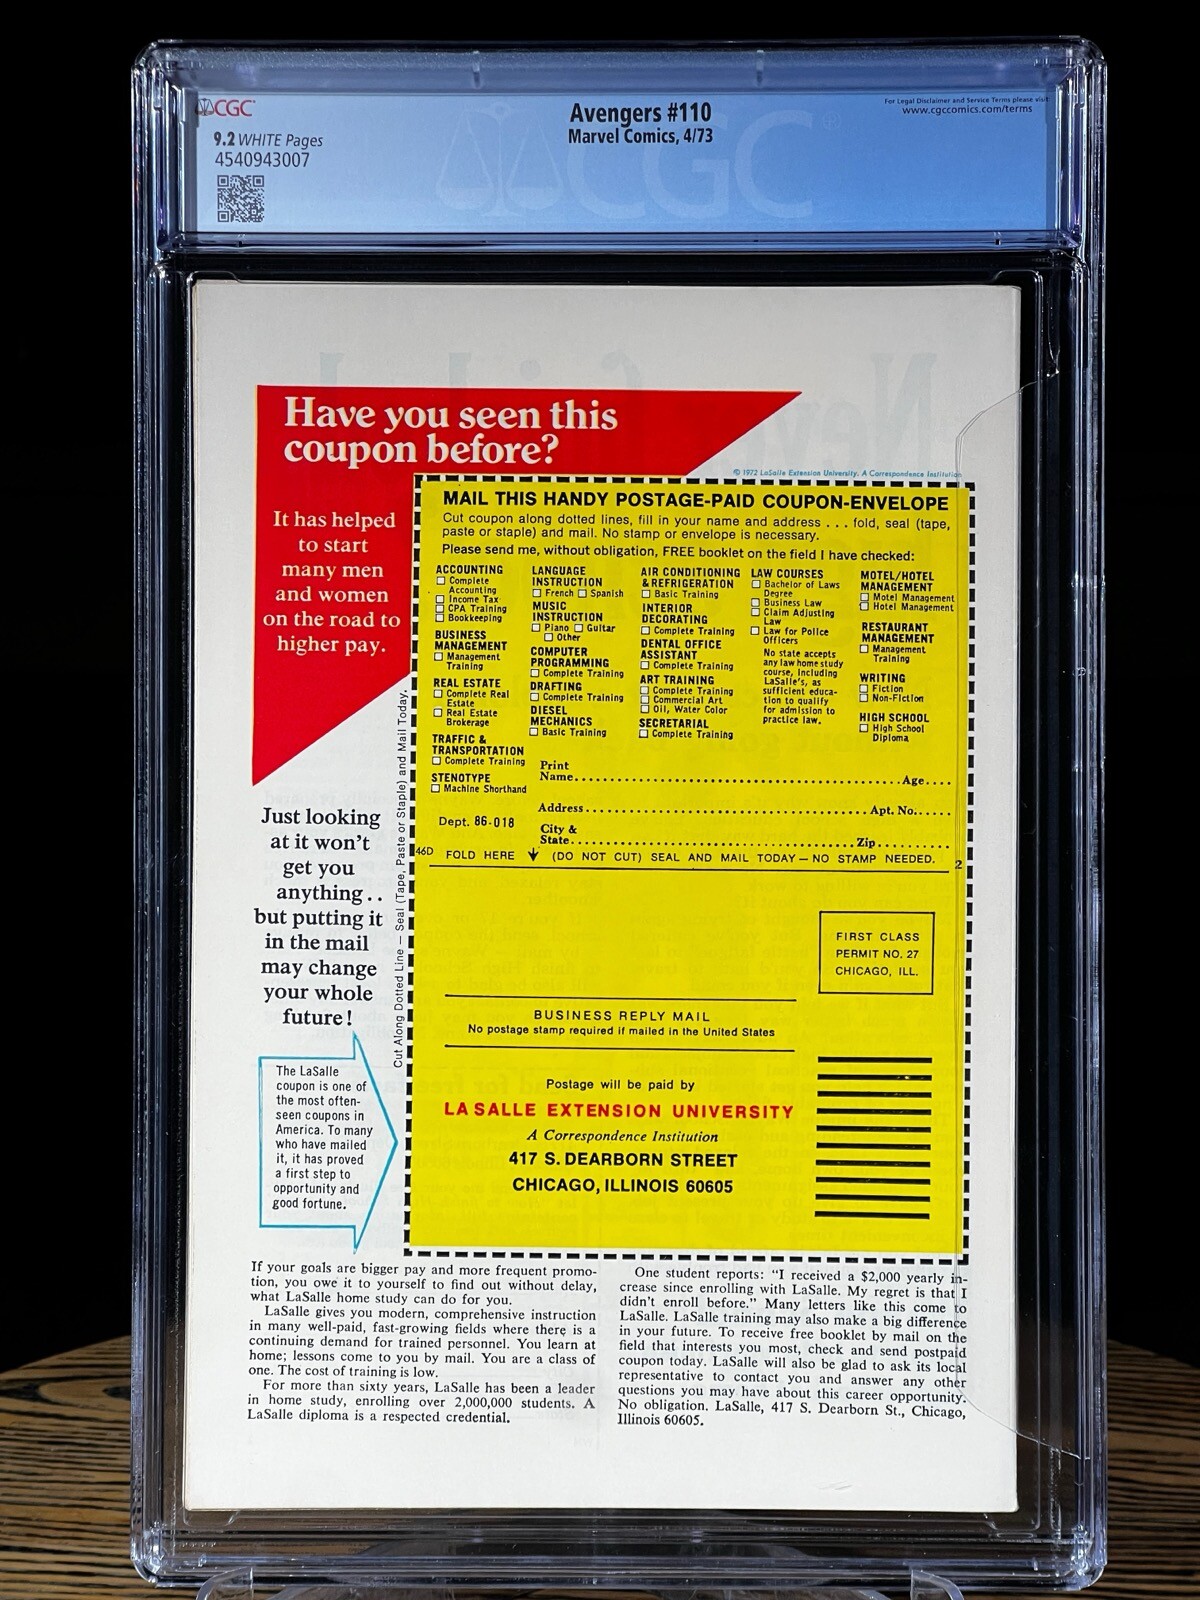 CGC
9.2 WHITE Pages
4540943007
Avengers #110
Marvel Comics, 4/73
For Legal Disclaimer and Service Terms please visit
www.cgccomics.com/terms
CGC
Have you seen this
coupon before?
It has helped
to start
many men
and women
on the road to
higher pay.
Just looking
at it won't
get you
anything . .
but putting it
in the mail
may change
your whole
future!
The LaSalle
coupon is one of
the most often-
seen coupons in
America. To many
who have mailed
it, it has proved
a first step to
opportunity and
good fortune.
Cut Along Dotted Line — Seal (Tape, Paste or Staple) and Mail Today.
© 1972 LaSalle Extension University. A Correspondence Institution
MAIL THIS HANDY POSTAGE-PAID COUPON-ENVELOPE
Cut coupon along dotted lines, fill in your name and address . . . fold, seal (tape,
paste or staple) and mail. No stamp or envelope is necessary.
Please send me, without obligation, FREE booklet on the field I have checked:
ACCOUNTING
☐ Complete
Accounting
☐ Income Tax
☐ CPA Training
☐ Bookkeeping
BUSINESS
MANAGEMENT
☐ Management
Training
REAL ESTATE
☐ Complete Real
Estate
☐ Real Estate
Brokerage
TRAFFIC &
TRANSPORTATION
☐ Complete Training
STENOTYPE
☐ Machine Shorthand
LANGUAGE
INSTRUCTION
☐ French ☐ Spanish
MUSIC
INSTRUCTION
☐ Piano ☐ Guitar
☐ Other
COMPUTER
PROGRAMMING
☐ Complete Training
DRAFTING
☐ Complete Training
DIESEL
MECHANICS
☐ Basic Training
AIR CONDITIONING
& REFRIGERATION
☐ Basic Training
INTERIOR
DECORATING
☐ Complete Training
DENTAL OFFICE
ASSISTANT
☐ Complete Training
ART TRAINING
☐ Complete Training
☐ Commercial Art
☐ Oil, Water Color
SECRETARIAL
☐ Complete Training
LAW COURSES
☐ Bachelor of Laws
Degree
☐ Business Law
☐ Claim Adjusting
Law
☐ Law for Police
Officers
No state accepts
any law home study
course, including
LaSalle's, as
sufficient educa-
tion to qualify
for admission to
practice law.
MOTEL/HOTEL
MANAGEMENT
☐ Motel Management
☐ Hotel Management
RESTAURANT
MANAGEMENT
☐ Management
Training
WRITING
☐ Fiction
☐ Non-Fiction
HIGH SCHOOL
☐ High School
Diploma
Print
Name.......................................................Age....
Address...............................................Apt. No......
Dept. 86-018
City &
State..................................................Zip..........
46D FOLD HERE ↓ (DO NOT CUT) SEAL AND MAIL TODAY — NO STAMP NEEDED. 2
FIRST CLASS
PERMIT NO. 27
CHICAGO, ILL.
BUSINESS REPLY MAIL
No postage stamp required if mailed in the United States
Postage will be paid by
LA SALLE EXTENSION UNIVERSITY
A Correspondence Institution
417 S. DEARBORN STREET
CHICAGO, ILLINOIS 60605
If your goals are bigger pay and more frequent promo-
tion, you owe it to yourself to find out without delay,
what LaSalle home study can do for you.
LaSalle gives you modern, comprehensive instruction
in many well-paid, fast-growing fields where there is a
continuing demand for trained personnel. You learn at
home; lessons come to you by mail. You are a class of
one. The cost of training is low.
For more than sixty years, LaSalle has been a leader
in home study, enrolling over 2,000,000 students. A
LaSalle diploma is a respected credential.
One student reports: "I received a $2,000 yearly in-
crease since enrolling with LaSalle. My regret is that I
didn't enroll before." Many letters like this come to
LaSalle. LaSalle training may also make a big difference
in your future. To receive free booklet by mail on the
field that interests you most, check and send postpaid
coupon today. LaSalle will also be glad to ask its local
representative to contact you and answer any other
questions you may have about this career opportunity.
No obligation. LaSalle, 417 S. Dearborn St., Chicago,
Illinois 60605.